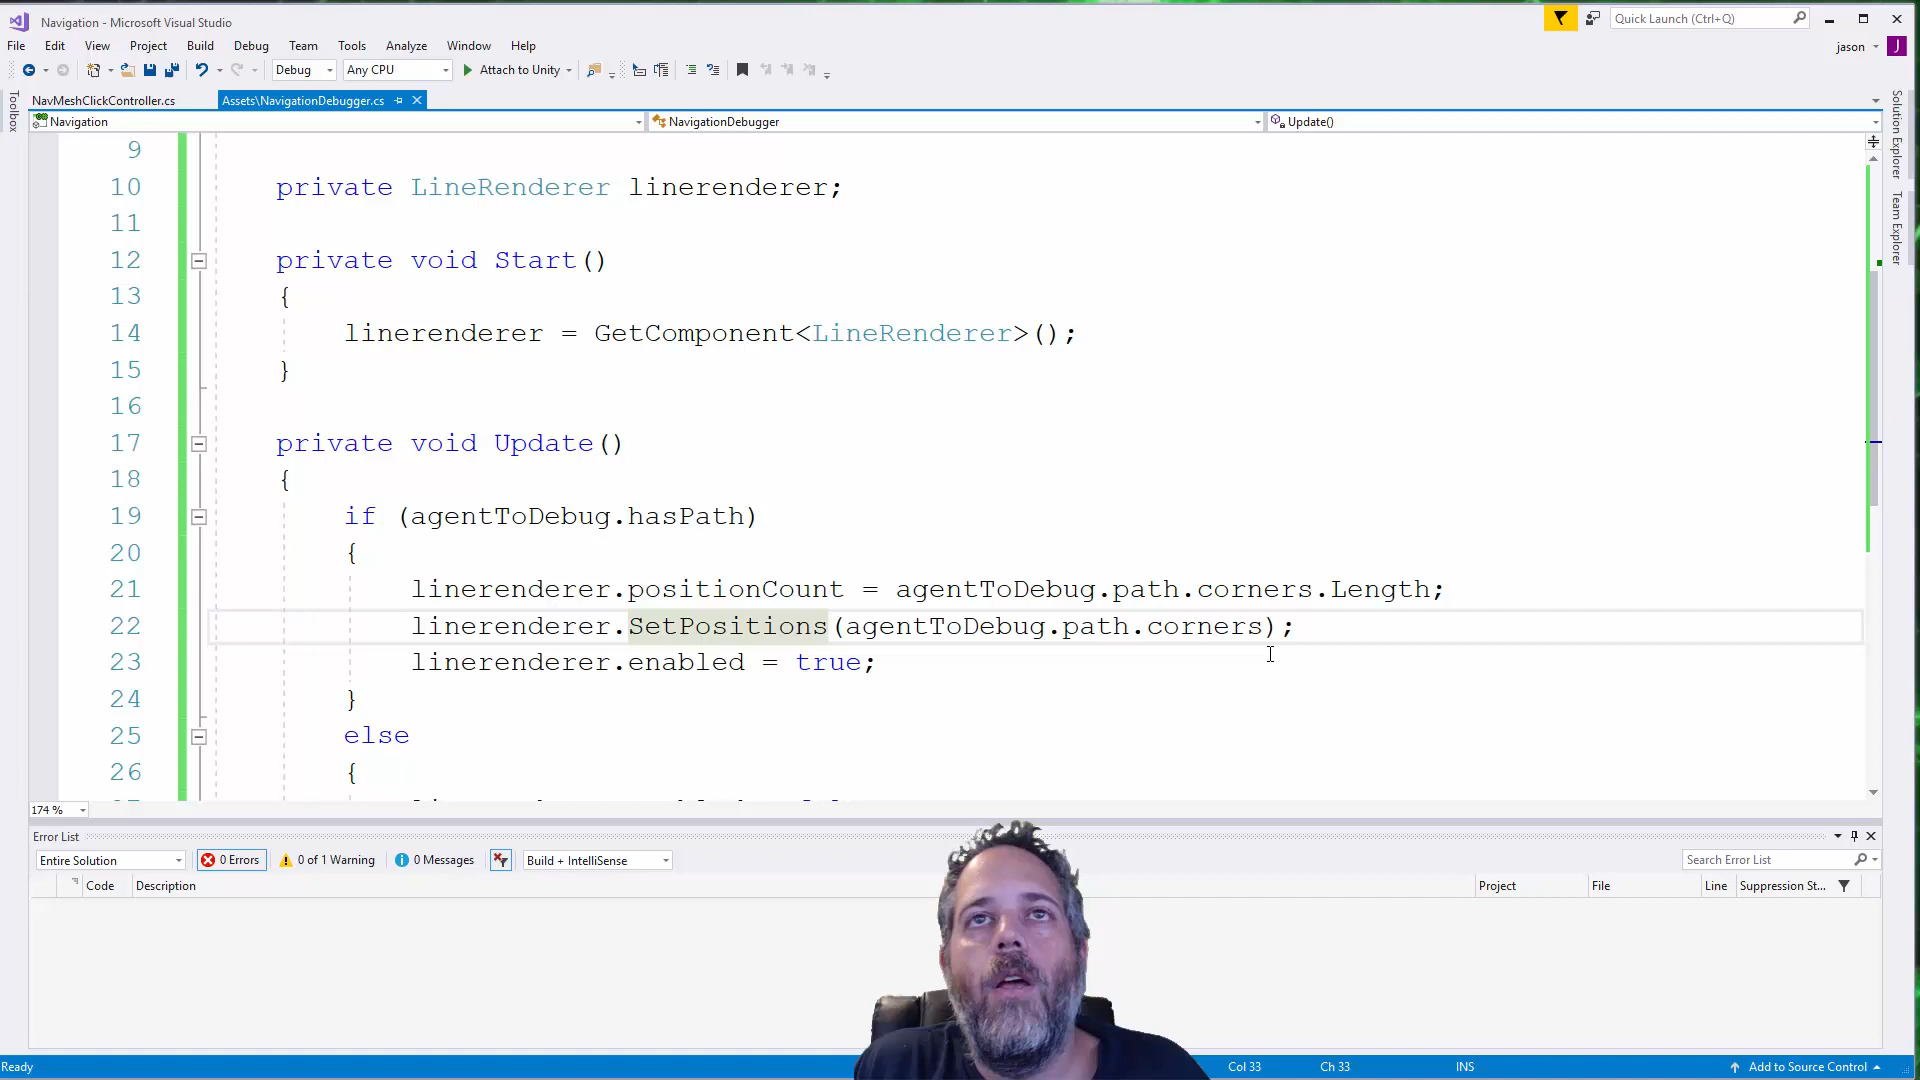 Navigation - Microsoft Visual Studio
Quick Launch (Ctrl+Q)
File Edit View Project Build Debug Team Tools Analyze Window Help
jason J
Debug Any CPU Attach to Unity
NavMeshClickController.cs Assets\NavigationDebugger.cs
Navigation NavigationDebugger Update()
Toolbox
Solution Explorer
Team Explorer
9
10 private LineRenderer linerenderer;
11
12 private void Start()
13 {
14 linerenderer = GetComponent<LineRenderer>();
15 }
16
17 private void Update()
18 {
19 if (agentToDebug.hasPath)
20 {
21 linerenderer.positionCount = agentToDebug.path.corners.Length;
22 linerenderer.SetPositions(agentToDebug.path.corners);
23 linerenderer.enabled = true;
24 }
25 else
26 {
174 %
Error List
Entire Solution 0 Errors 0 of 1 Warning 0 Messages Build + IntelliSense Search Error List
Code Description Project File Line Suppression St...
Ready Col 33 Ch 33 INS Add to Source Control